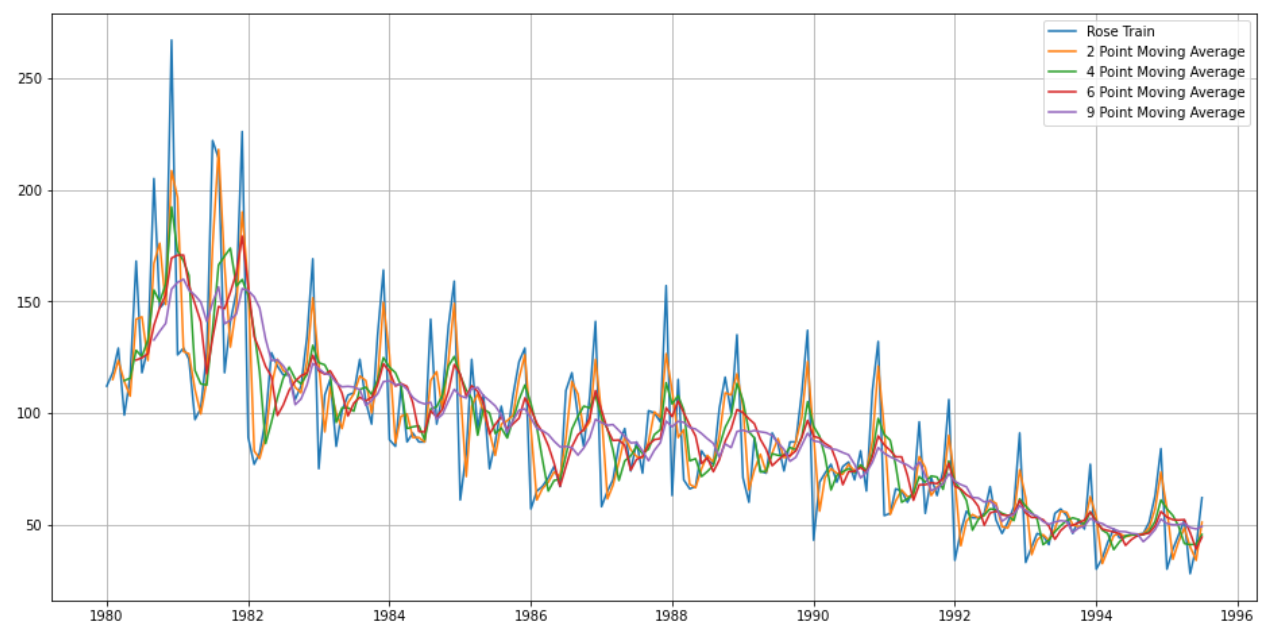 Rose Train
2 Point Moving Average
4 Point Moving Average
6 Point Moving Average
9 Point Moving Average
250
200
150
100
50
1980 1982 1984 1986 1988 1990 1992 1994 1996